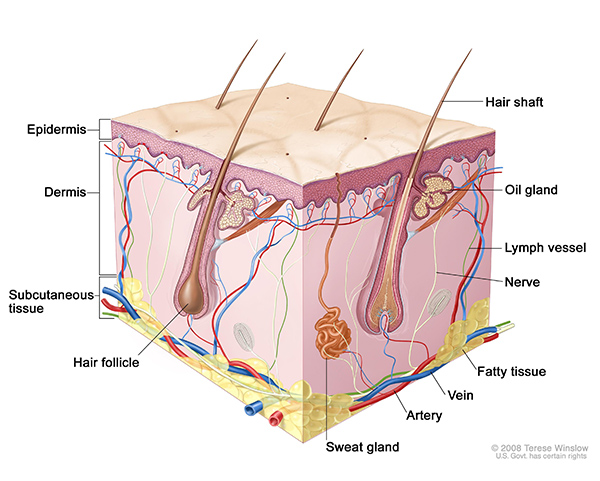 Hair shaft
Epidermis
Oil gland
Dermis
Lymph vessel
Nerve
Subcutaneous
tissue
Hair follicle
Fatty tissue
Vein
Artery
Sweat gland
© 2008 Terese Winslow
U.S. Govt. has certain rights